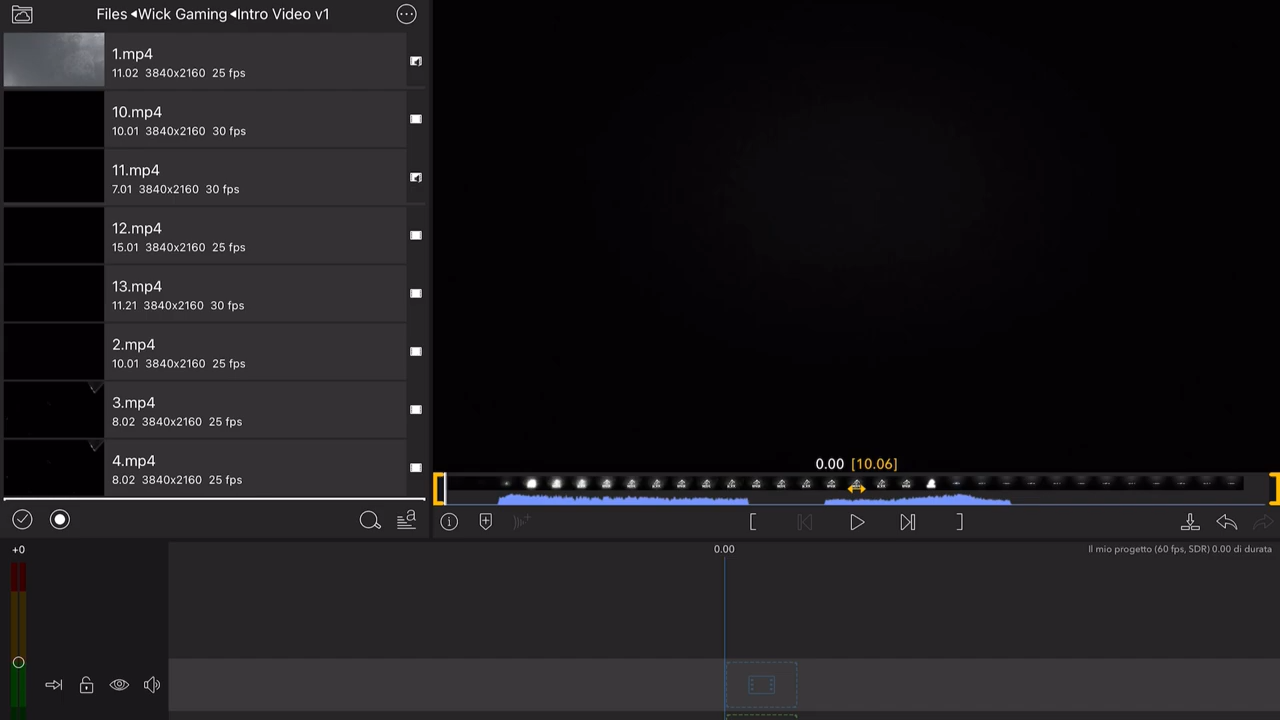 Files ◂Wick Gaming ◂Intro Video v1
1.mp4
11.02 3840x2160 25 fps
10.mp4
10.01 3840x2160 30 fps
11.mp4
7.01 3840x2160 30 fps
12.mp4
15.01 3840x2160 25 fps
13.mp4
11.21 3840x2160 30 fps
2.mp4
10.01 3840x2160 25 fps
3.mp4
8.02 3840x2160 25 fps
4.mp4
8.02 3840x2160 25 fps
0.00 [10.06]
+0
0.00
Il mio progetto (60 fps, SDR) 0.00 di durata